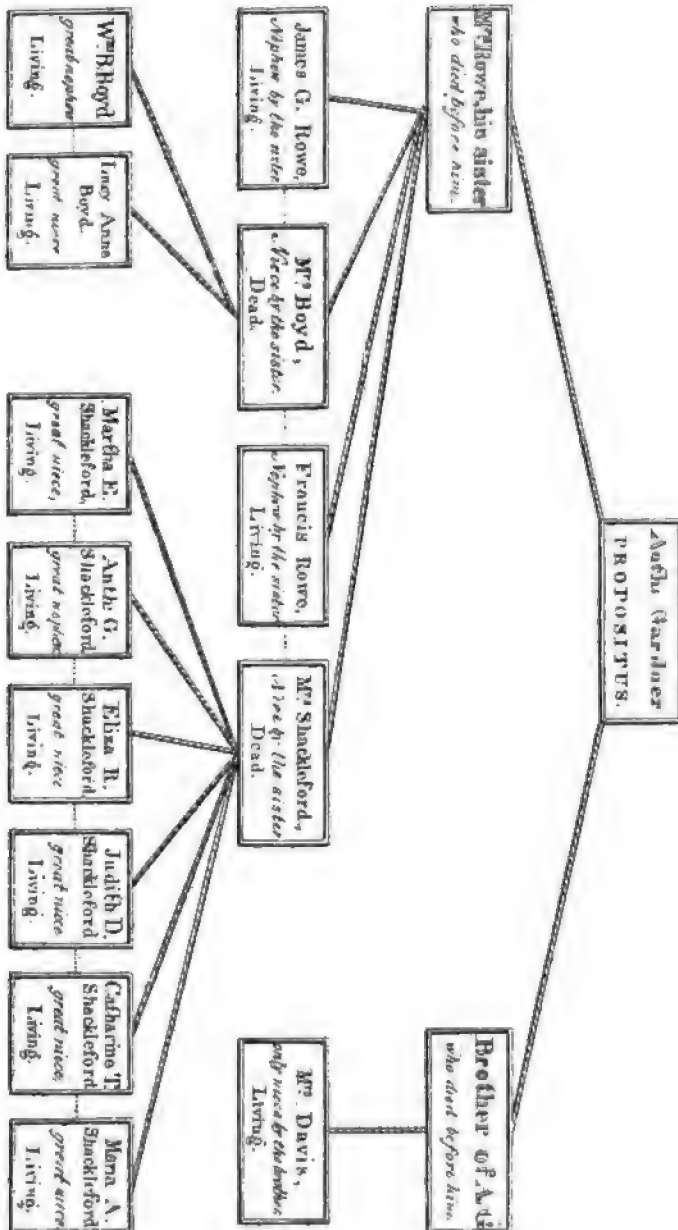 Anth: Gardner
PROPOSITUS.
Mrs. Rowe, his sister
who died before him.
Brother of
who died before him.
James G. Rowe,
Nephew by the sister
Living.
Mrs. Boyd,
Niece by the sister.
Dead.
Francis Rowe,
Nephew by the sister
Living.
Mrs. Shackleford,
by the sister
Dead.
Mrs. Davis,
only niece by the brother.
Living.
Wm. B. Boyd
great nephew
Living.
Lucy Anne
Boyd.
great niece
Living.
Martha E.
Shackleford,
great niece,
Living.
Anth: G.
Shackleford
great nephew
Living.
Eliza R.
Shackleford
great niece
Living.
Judith D.
Shackleford
great niece
Living.
Catharine T.
Shackleford
great niece,
Living.
Maria A.
Shackleford
great niece
Living.